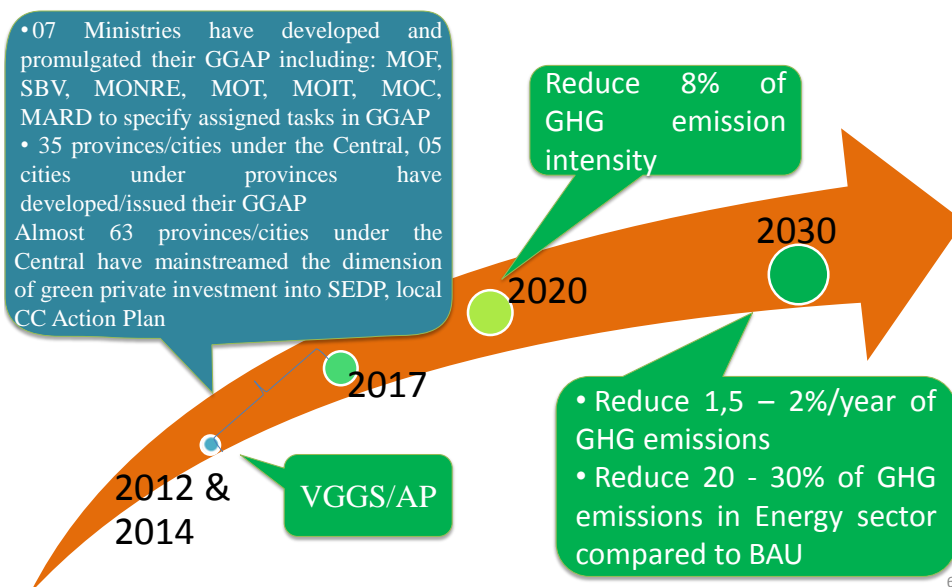 •07 Ministries have developed and
promulgated their GGAP including: MOF,
SBV, MONRE, MOT, MOIT, MOC,
MARD to specify assigned tasks in GGAP
• 35 provinces/cities under the Central, 05
cities under provinces have
developed/issued their GGAP
Almost 63 provinces/cities under the
Central have mainstreamed the dimension
of green private investment into SEDP, local
CC Action Plan
Reduce 8% of
GHG emission
intensity
2030
2020
2017
2012 &
2014
VGGS/AP
• Reduce 1,5 – 2%/year of
GHG emissions
• Reduce 20 - 30% of GHG
emissions in Energy sector
compared to BAU
6